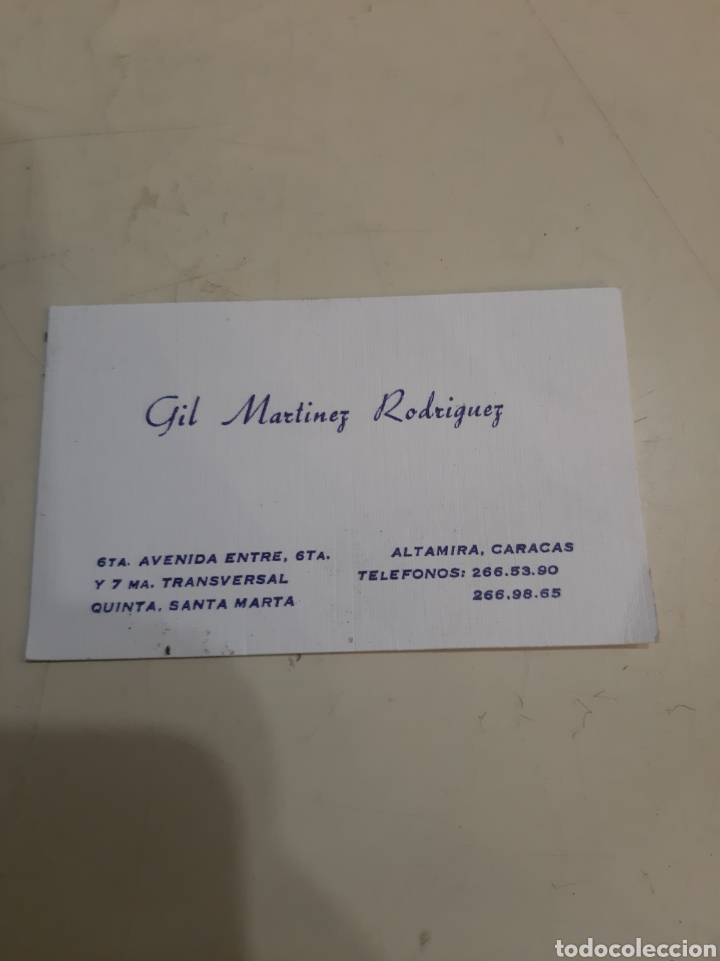 Gil Martinez Rodriguez
6TA. AVENIDA ENTRE, 6TA.
Y 7 MA. TRANSVERSAL
QUINTA, SANTA MARTA
ALTAMIRA, CARACAS
TELEFONOS: 266.53.90
266.98.65
todocoleccion